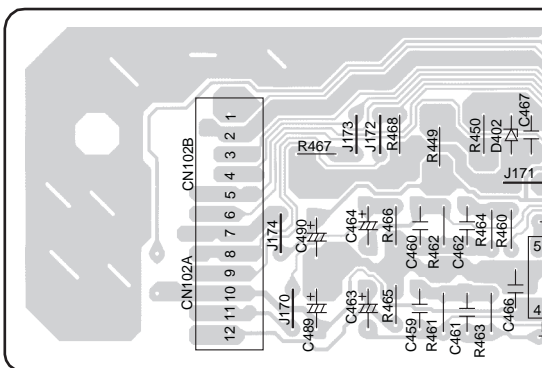 CN102B
CN102A
1
2
3
4
5
6
7
8
9
10
11
12
R467
J173
J172
R468
R449
R450
D402
C467
J171
J174
C490
C464
R466
C460
R462
C462
R464
R460
5
J170
C489
C463
R465
C459
R461
C461
R463
C466
4